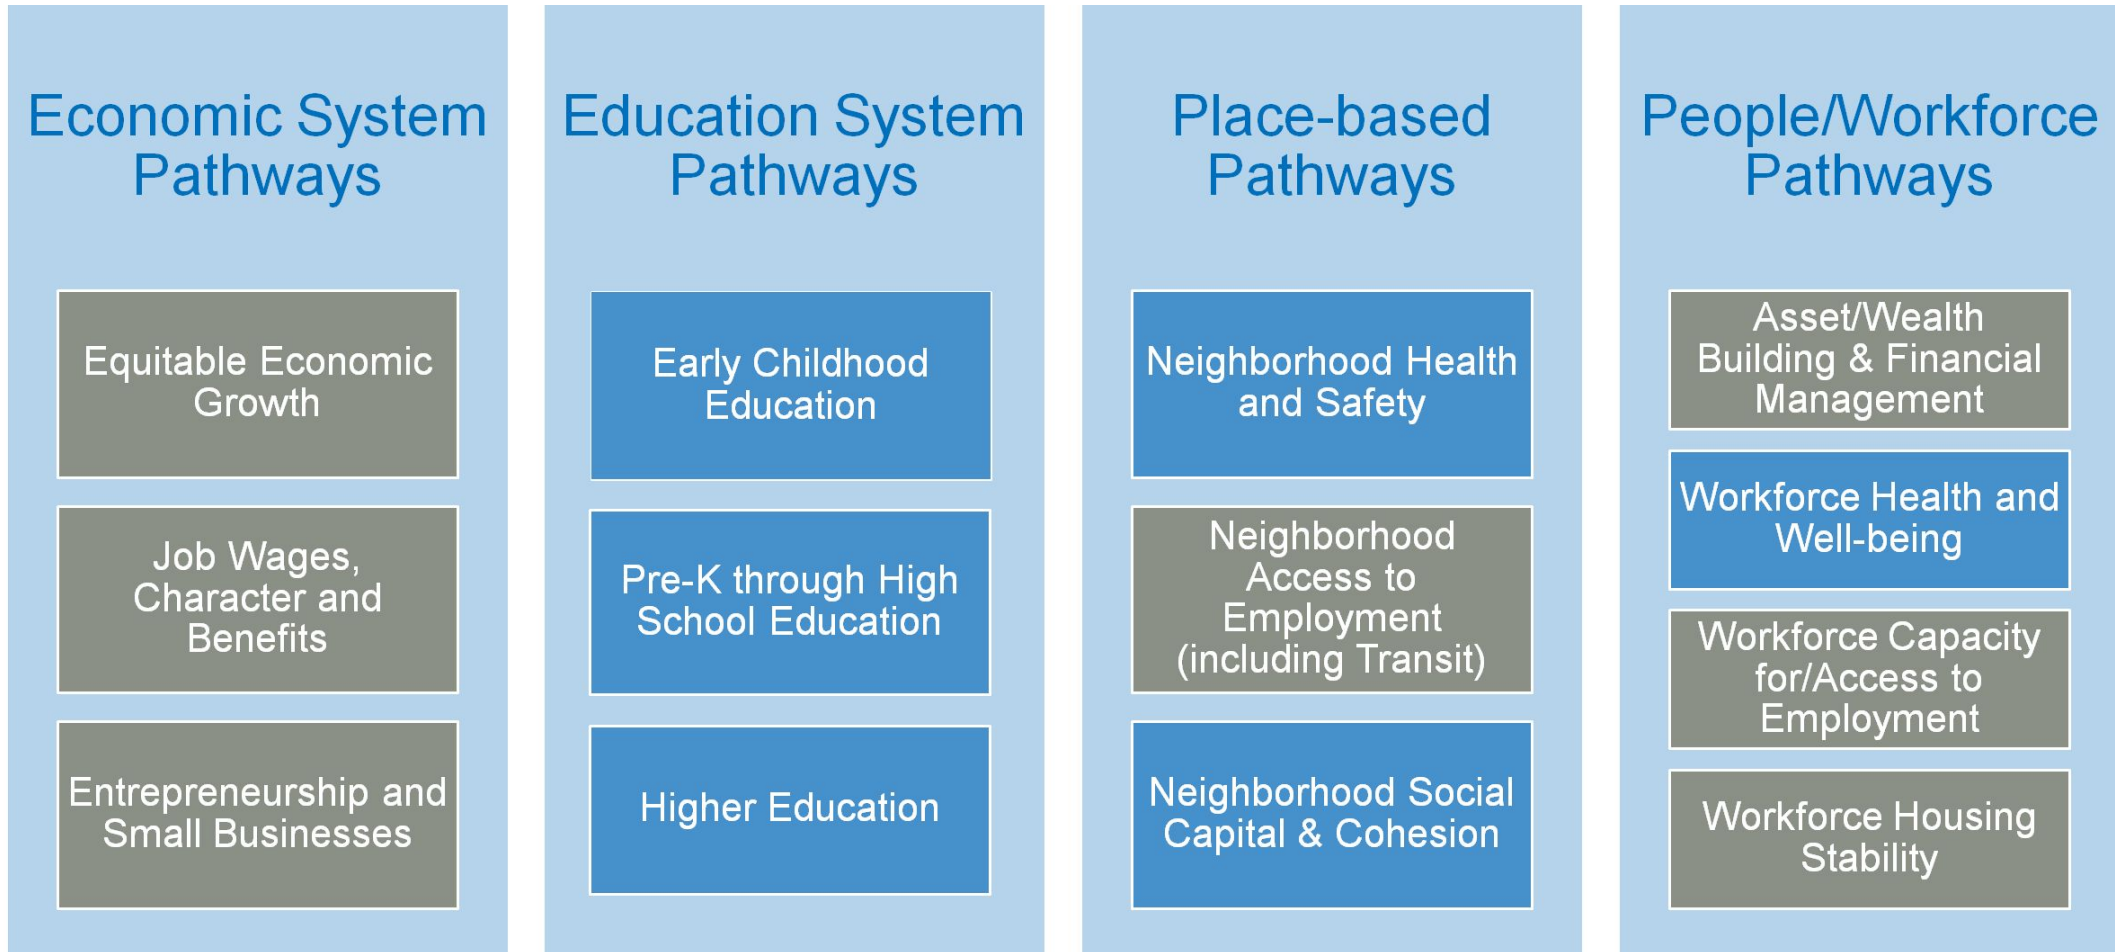 Economic System
Pathways
Equitable Economic
Growth
Job Wages,
Character and
Benefits
Entrepreneurship and
Small Businesses
Education System
Pathways
Early Childhood
Education
Pre-K through High
School Education
Higher Education
Place-based
Pathways
Neighborhood Health
and Safety
Neighborhood
Access to
Employment
(including Transit)
Neighborhood Social
Capital & Cohesion
People/Workforce
Pathways
Asset/Wealth
Building & Financial
Management
Workforce Health and
Well-being
Workforce Capacity
for/Access to
Employment
Workforce Housing
Stability